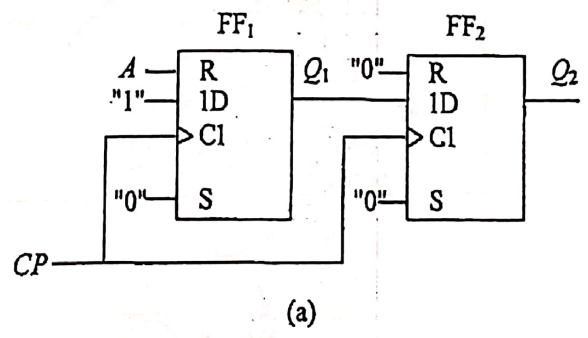 FF₁ FF₂
A R Q₁ "0" R Q₂
"1" 1D 1D
C1 C1
"0" S "0" S
CP
(a)